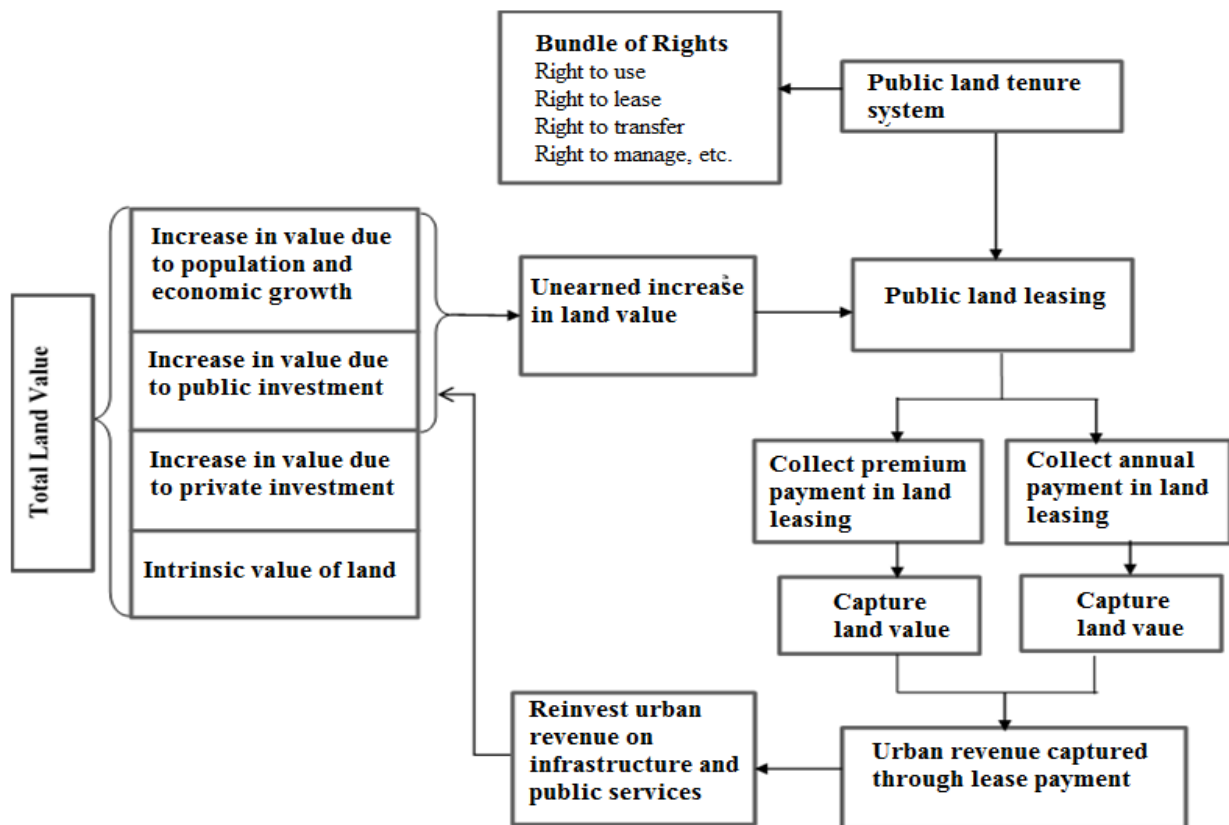 Bundle of Rights
Right to use
Right to lease
Right to transfer
Right to manage, etc.
Public land tenure
system
Total Land Value
Increase in value due
to population and
economic growth
Increase in value due
to public investment
Increase in value due
to private investment
Intrinsic value of land
Unearned increase
in land value
Public land leasing
Collect premium
payment in land
leasing
Collect annual
payment in land
leasing
Capture
land value
Capture
land vaue
Reinvest urban
revenue on
infrastructure and
public services
Urban revenue captured
through lease payment